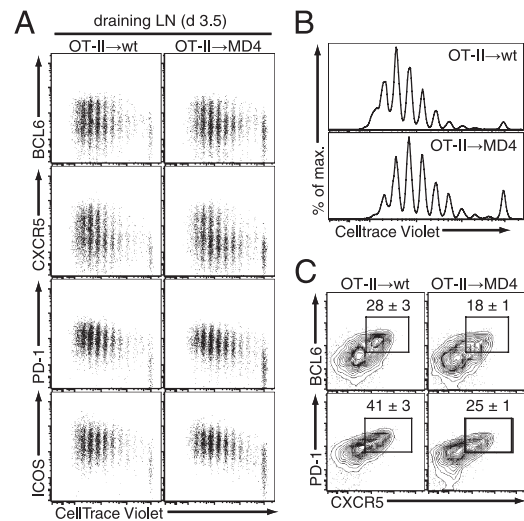 A
draining LN (d 3.5)
OT-II→wt OT-II→MD4
BCL6
CXCR5
PD-1
ICOS
CellTrace Violet
B
OT-II→wt
OT-II→MD4
% of max.
Celltrace Violet
C
OT-II→wt OT-II→MD4
28 ± 3 18 ± 1
BCL6
41 ± 3 25 ± 1
PD-1
CXCR5